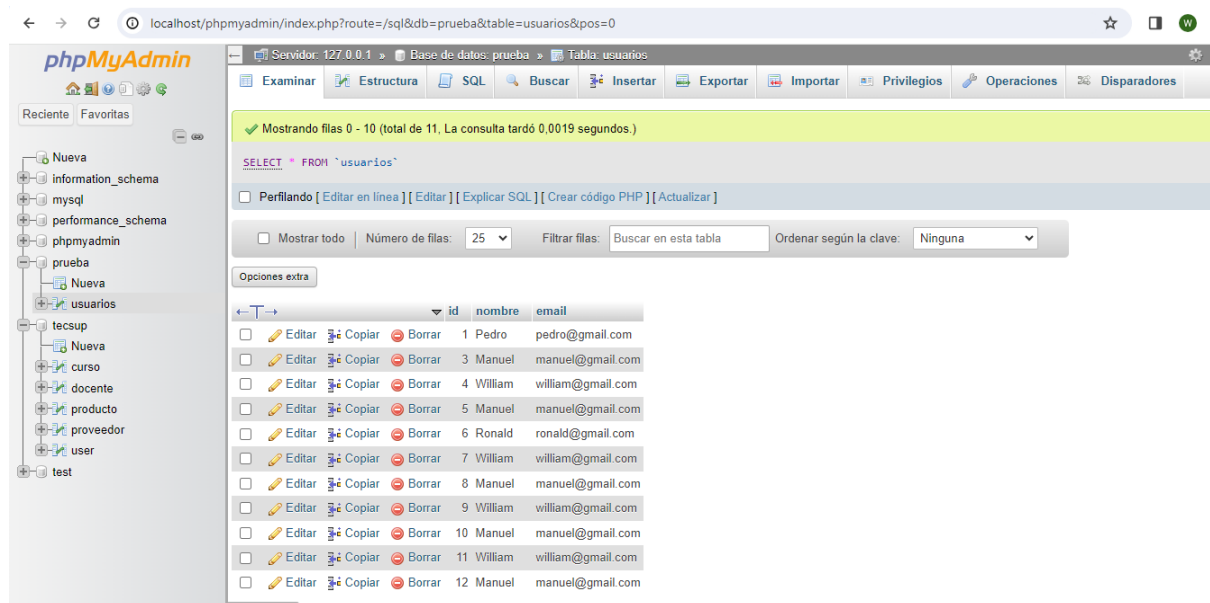 localhost/phpmyadmin/index.php?route=/sql&db=prueba&table=usuarios&pos=0
W
phpMyAdmin
Reciente Favoritas
Nueva
information_schema
mysql
performance_schema
phpmyadmin
prueba
Nueva
usuarios
tecsup
Nueva
curso
docente
producto
proveedor
user
test
Servidor: 127.0.0.1 » Base de datos: prueba » Tabla: usuarios
Examinar Estructura SQL Buscar Insertar Exportar Importar Privilegios Operaciones Disparadores
Mostrando filas 0 - 10 (total de 11, La consulta tardó 0,0019 segundos.)
SELECT * FROM `usuarios`
Perfilando [ Editar en línea ] [ Editar ] [ Explicar SQL ] [ Crear código PHP ] [ Actualizar ]
Mostrar todo | Número de filas: 25 Filtrar filas: Buscar en esta tabla Ordenar según la clave: Ninguna
Opciones extra
←T→ id nombre email
Editar Copiar Borrar 1 Pedro pedro@gmail.com
Editar Copiar Borrar 3 Manuel manuel@gmail.com
Editar Copiar Borrar 4 William william@gmail.com
Editar Copiar Borrar 5 Manuel manuel@gmail.com
Editar Copiar Borrar 6 Ronald ronald@gmail.com
Editar Copiar Borrar 7 William william@gmail.com
Editar Copiar Borrar 8 Manuel manuel@gmail.com
Editar Copiar Borrar 9 William william@gmail.com
Editar Copiar Borrar 10 Manuel manuel@gmail.com
Editar Copiar Borrar 11 William william@gmail.com
Editar Copiar Borrar 12 Manuel manuel@gmail.com